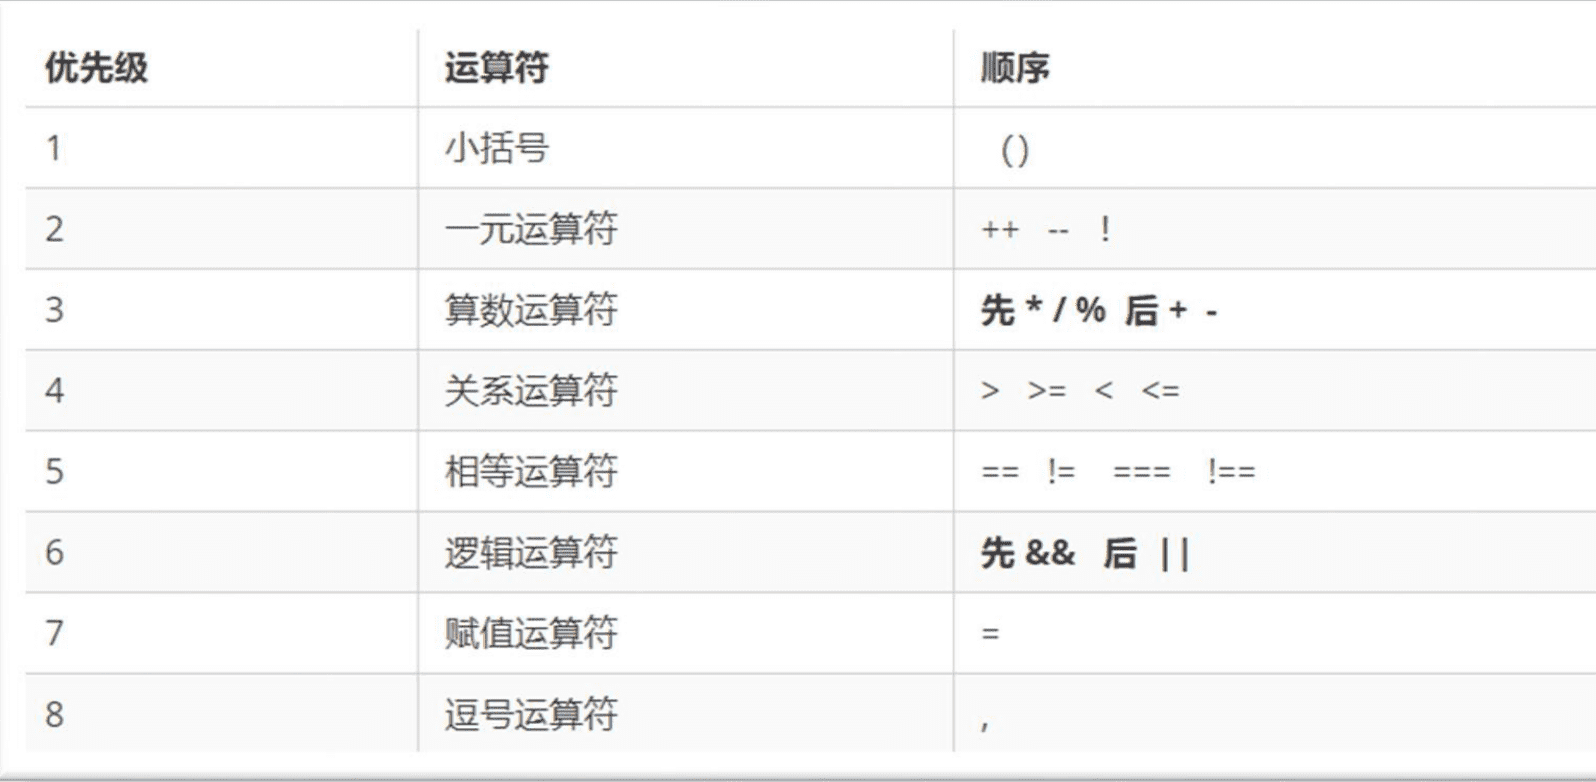 优先级 运算符 顺序
1 小括号 ()
2 一元运算符 ++ -- !
3 算数运算符 先 * / % 后 + -
4 关系运算符 > >= < <=
5 相等运算符 == != === !==
6 逻辑运算符 先 && 后 ||
7 赋值运算符 =
8 逗号运算符 ,